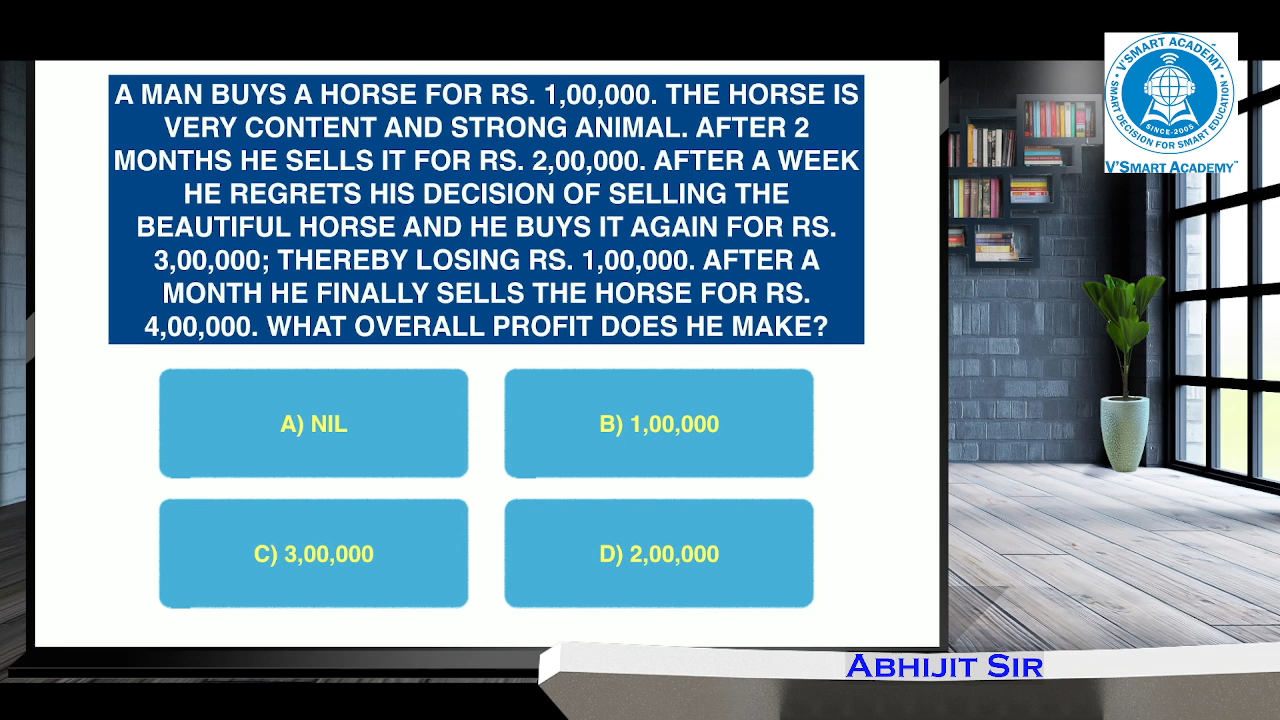 A MAN BUYS A HORSE FOR RS. 1,00,000. THE HORSE IS
VERY CONTENT AND STRONG ANIMAL. AFTER 2
MONTHS HE SELLS IT FOR RS. 2,00,000. AFTER A WEEK
HE REGRETS HIS DECISION OF SELLING THE
BEAUTIFUL HORSE AND HE BUYS IT AGAIN FOR RS.
3,00,000; THEREBY LOSING RS. 1,00,000. AFTER A
MONTH HE FINALLY SELLS THE HORSE FOR RS.
4,00,000. WHAT OVERALL PROFIT DOES HE MAKE?
A) NIL
B) 1,00,000
C) 3,00,000
D) 2,00,000
V'SMART ACADEMY
SMART DECISION FOR SMART EDUCATION
SINCE-2005
V'SMART ACADEMY™
ABHIJIT SIR